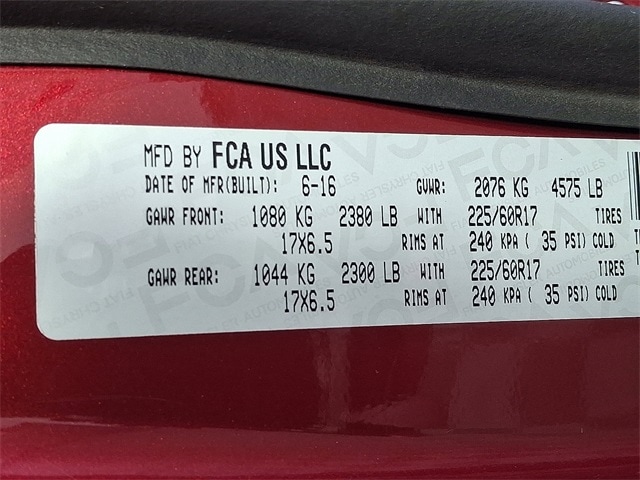 MFD BY FCA US LLC
DATE OF MFR(BUILT): 6-16 GVWR: 2076 KG 4575 LB
GAWR FRONT: 1080 KG 2380 LB WITH 225/60R17 TIRES
17X6.5 RIMS AT 240 KPA ( 35 PSI) COLD
GAWR REAR: 1044 KG 2300 LB WITH 225/60R17 TIRES
17X6.5 RIMS AT 240 KPA ( 35 PSI) COLD